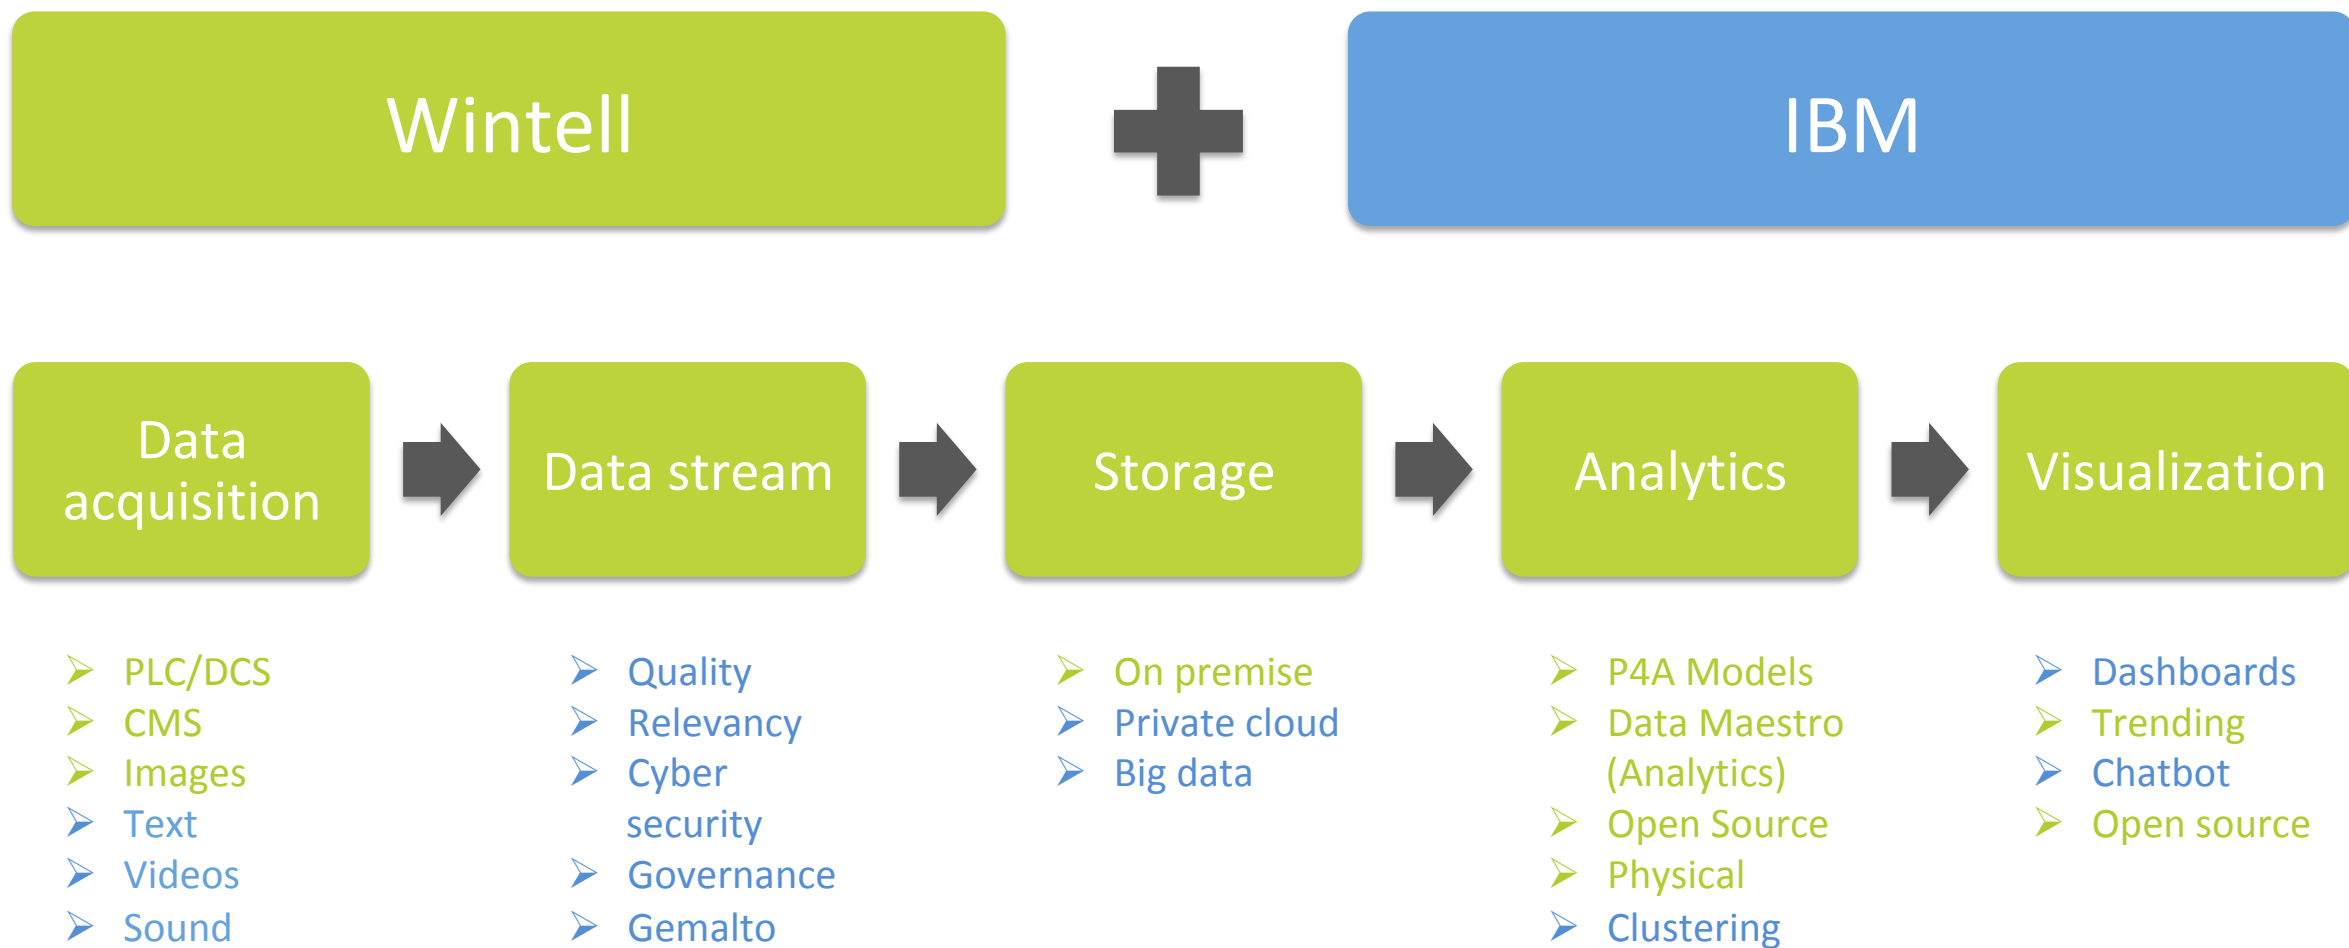 Wintell
IBM
Data
acquisition
Data stream
Storage
Analytics
Visualization
PLC/DCS
CMS
Images
Text
Videos
Sound
Quality
Relevancy
Cyber
security
Governance
Gemalto
On premise
Private cloud
Big data
P4A Models
Data Maestro
(Analytics)
Open Source
Physical
Clustering
Dashboards
Trending
Chatbot
Open source